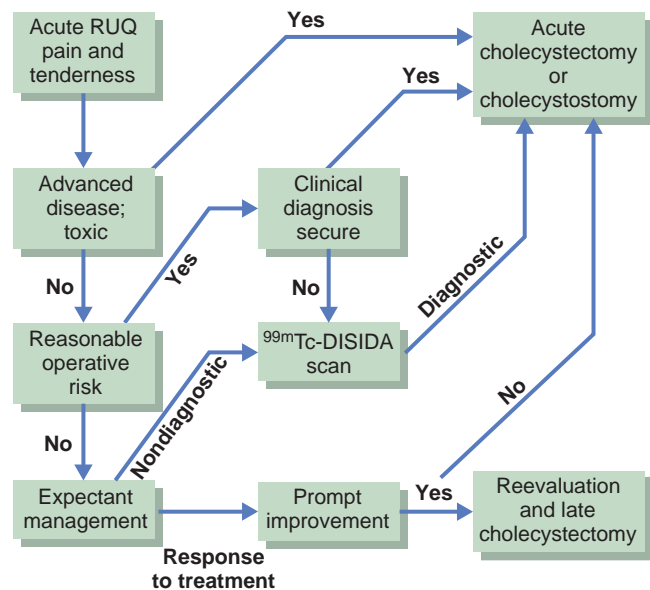 Acute RUQ
pain and
tenderness
Yes
Acute
cholecystectomy
or
cholecystostomy
Yes
Advanced
disease;
toxic
Clinical
diagnosis
secure
No
Yes
No
Diagnostic
Reasonable
operative
risk
99mTc-DISIDA
scan
No
Nondiagnostic
No
Expectant
management
Prompt
improvement
Yes
Reevaluation
and late
cholecystectomy
Response
to treatment